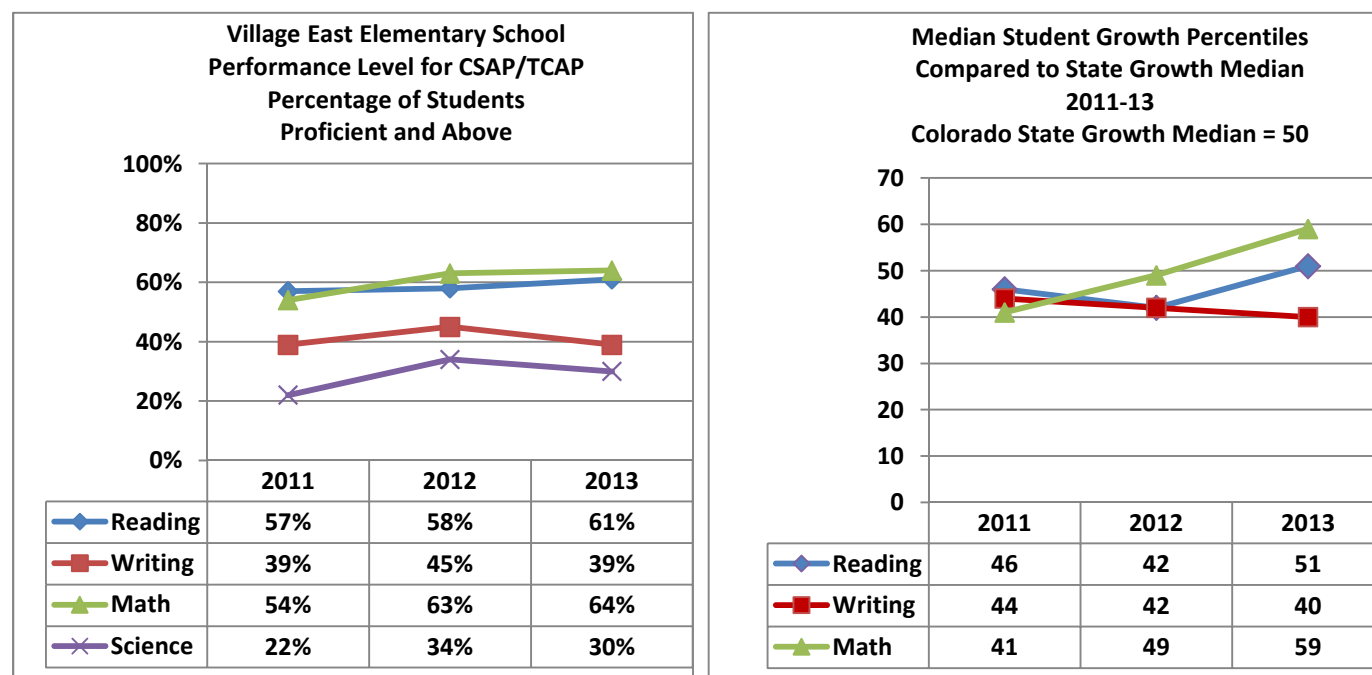 Village East Elementary School
Performance Level for CSAP/TCAP
Percentage of Students
Proficient and Above
100%
80%
60%
40%
20%
0%
2011 2012 2013
Reading 57% 58% 61%
Writing 39% 45% 39%
Math 54% 63% 64%
Science 22% 34% 30%
Median Student Growth Percentiles
Compared to State Growth Median
2011-13
Colorado State Growth Median = 50
70
60
50
40
30
20
10
0
2011 2012 2013
Reading 46 42 51
Writing 44 42 40
Math 41 49 59